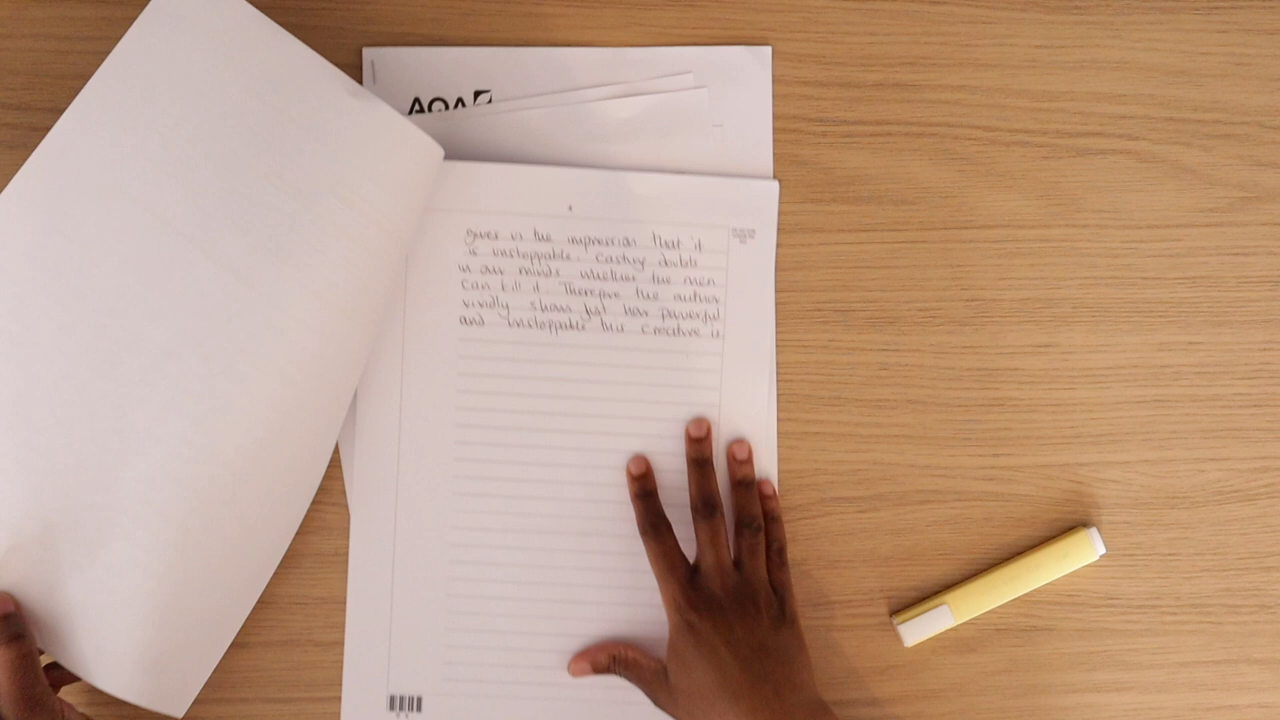 AQA
gives us the impression that it
is unstoppable. casting doubts
in our minds whether the men
can kill it. Therefore the author
vividly shows just how powerful
and unstoppable this creature is